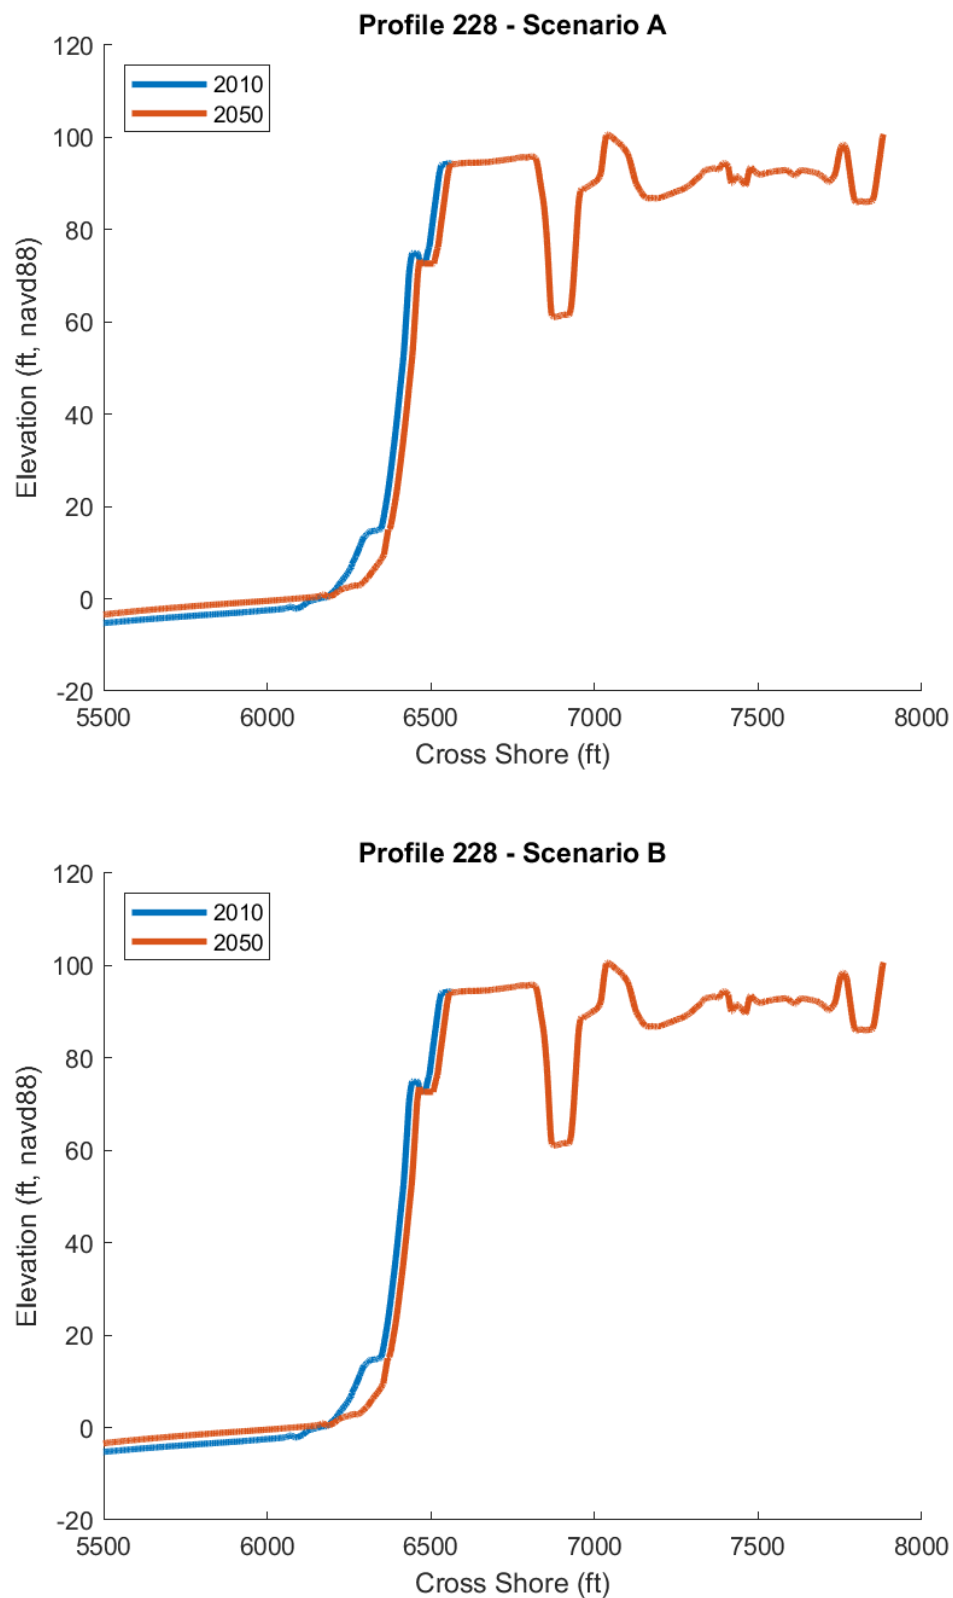 Profile 228 - Scenario A
120
100
80
60
40
20
0
-20
2010
2050
Elevation (ft, navd88)
5500 6000 6500 7000 7500 8000
Cross Shore (ft)
Profile 228 - Scenario B
120
100
80
60
40
20
0
-20
2010
2050
Elevation (ft, navd88)
5500 6000 6500 7000 7500 8000
Cross Shore (ft)